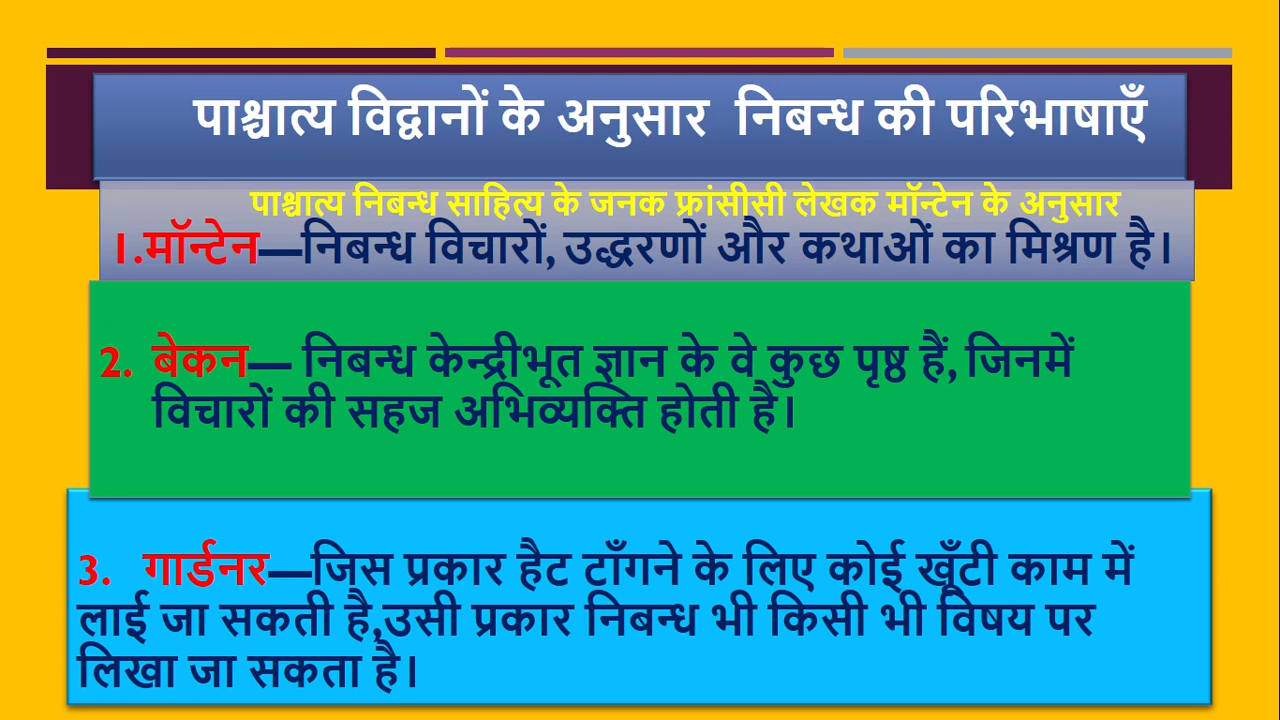 पाश्चात्य विद्वानों के अनुसार निबन्ध की परिभाषाएँ
पाश्चात्य निबन्ध साहित्य के जनक फ्रांसीसी लेखक मॉन्टेन के अनुसार
1.मॉन्टेन—निबन्ध विचारों, उद्धरणों और कथाओं का मिश्रण है।
2. बेकन— निबन्ध केन्द्रीभूत ज्ञान के वे कुछ पृष्ठ हैं, जिनमें
विचारों की सहज अभिव्यक्ति होती है।
3. गार्डनर—जिस प्रकार हैट टाँगने के लिए कोई खूँटी काम में
लाई जा सकती है,उसी प्रकार निबन्ध भी किसी भी विषय पर
लिखा जा सकता है।